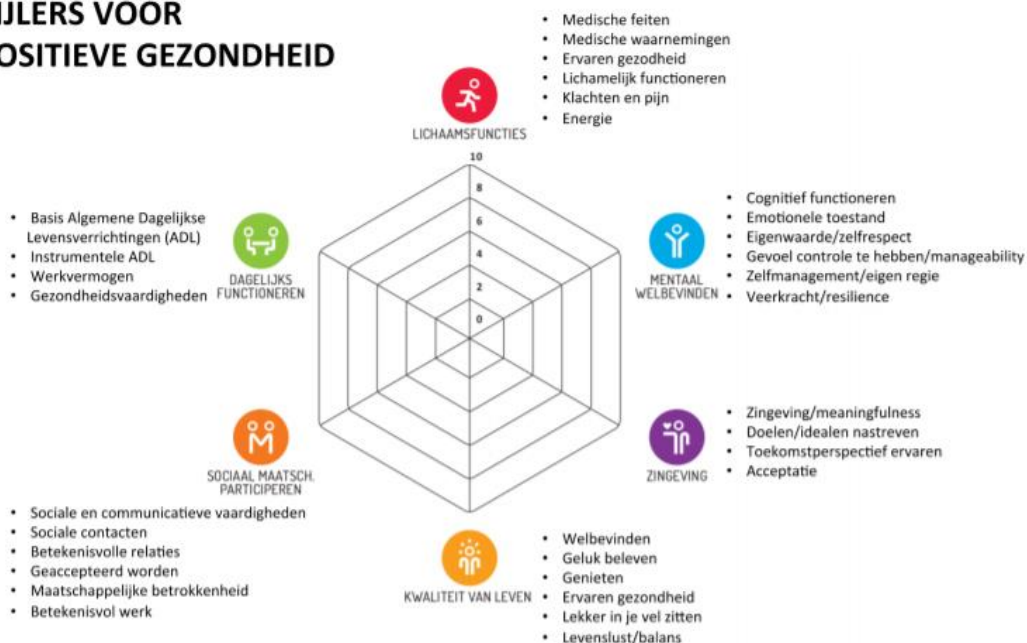 IJLERS VOOR
OSITIEVE GEZONDHEID
• Medische feiten
• Medische waarnemingen
• Ervaren gezodheid
• Lichamelijk functioneren
• Klachten en pijn
• Energie
LICHAAMSFUNCTIES
10
8
6
4
2
0
• Cognitief functioneren
• Emotionele toestand
• Eigenwaarde/zelfrespect
• Gevoel controle te hebben/manageability
• Zelfmanagement/eigen regie
• Veerkracht/resilience
MENTAAL
WELBEVINDEN
• Zingeving/meaningfulness
• Doelen/idealen nastreven
• Toekomstperspectief ervaren
• Acceptatie
ZINGEVING
• Welbevinden
• Geluk beleven
• Genieten
• Ervaren gezondheid
• Lekker in je vel zitten
• Levenslust/balans
KWALITEIT VAN LEVEN
SOCIAAL MAATSCH.
PARTICIPEREN
• Sociale en communicatieve vaardigheden
• Sociale contacten
• Betekenisvolle relaties
• Geaccepteerd worden
• Maatschappelijke betrokkenheid
• Betekenisvol werk
• Basis Algemene Dagelijkse
Levensverrichtingen (ADL)
• Instrumentele ADL
• Werkvermogen
• Gezondheidsvaardigheden
DAGELIJKS
FUNCTIONEREN